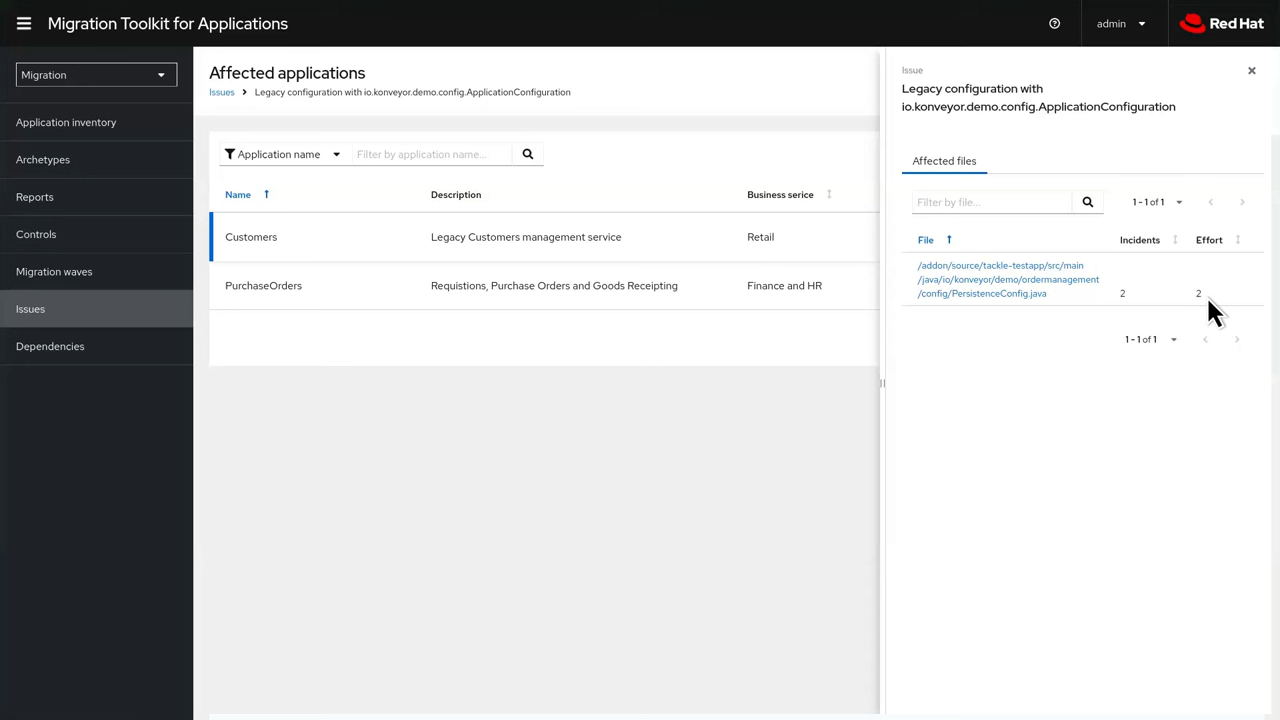 Migration Toolkit for Applications
admin
Red Hat
Migration
Application inventory
Archetypes
Reports
Controls
Migration waves
Issues
Dependencies
Affected applications
Issues Legacy configuration with io.konveyor.demo.config.ApplicationConfiguration
Application name Filter by application name...
Name Description Business serice
Customers Legacy Customers management service Retail
PurchaseOrders Requistions, Purchase Orders and Goods Receipting Finance and HR
Issue
Legacy configuration with
io.konveyor.demo.config.ApplicationConfiguration
Affected files
Filter by file... 1 - 1 of 1
File Incidents Effort
/addon/source/tackle-testapp/src/main
/java/io/konveyor/demo/ordermanagement
/config/PersistenceConfig.java 2 2
1 - 1 of 1